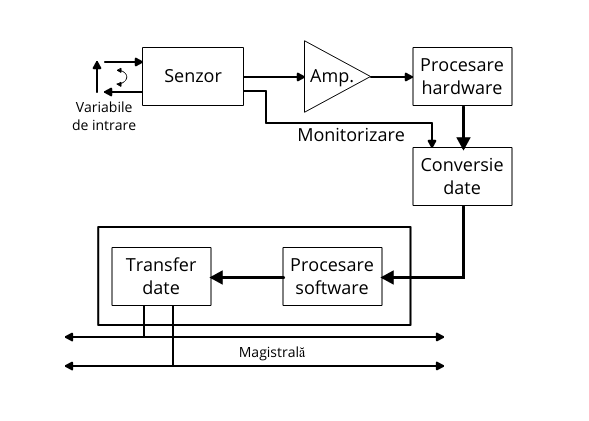 Senzor
Amp.
Procesare
hardware
Variabile
de intrare
Monitorizare
Conversie
date
Transfer
date
Procesare
software
Magistrală